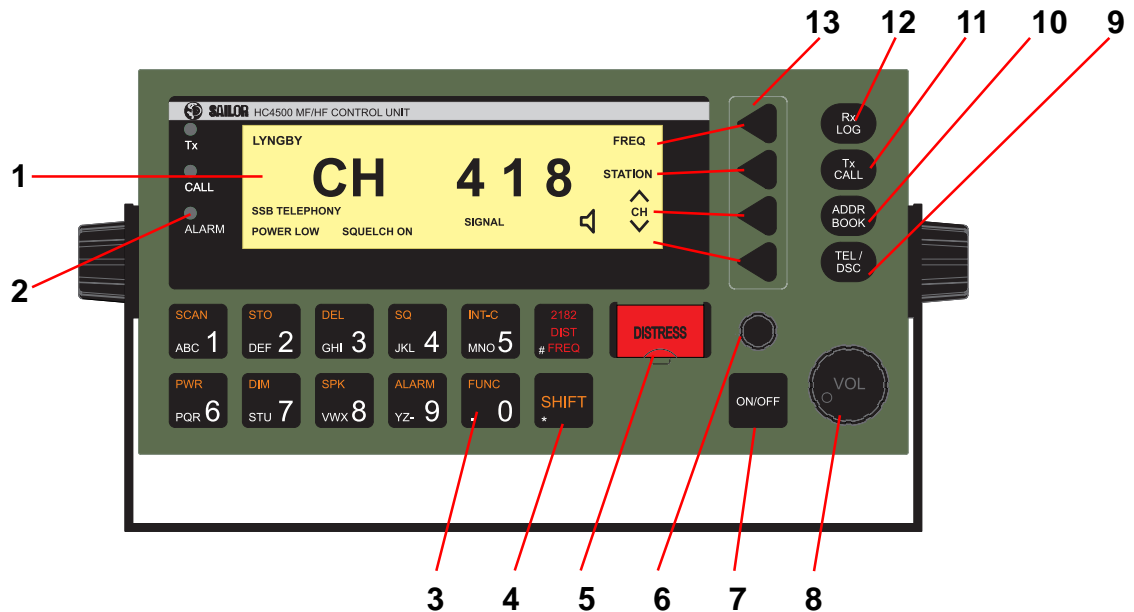 13 12 11 10 9
SAILOR HC4500 MF/HF CONTROL UNIT
Tx
CALL
ALARM
LYNGBY FREQ
CH 4 1 8 STATION
CH
SSB TELEPHONY
SIGNAL
POWER LOW SQUELCH ON
Rx
LOG
Tx
CALL
ADDR
BOOK
TEL /
DSC
1
2
SCAN
ABC 1
STO
DEF 2
DEL
GHI 3
SQ
JKL 4
INT-C
MNO 5
2182
DIST
# FREQ
DISTRESS
PWR
PQR 6
DIM
STU 7
SPK
VWX 8
ALARM
YZ- 9
FUNC
. 0
SHIFT
*
ON/OFF
VOL
3 4 5 6 7 8